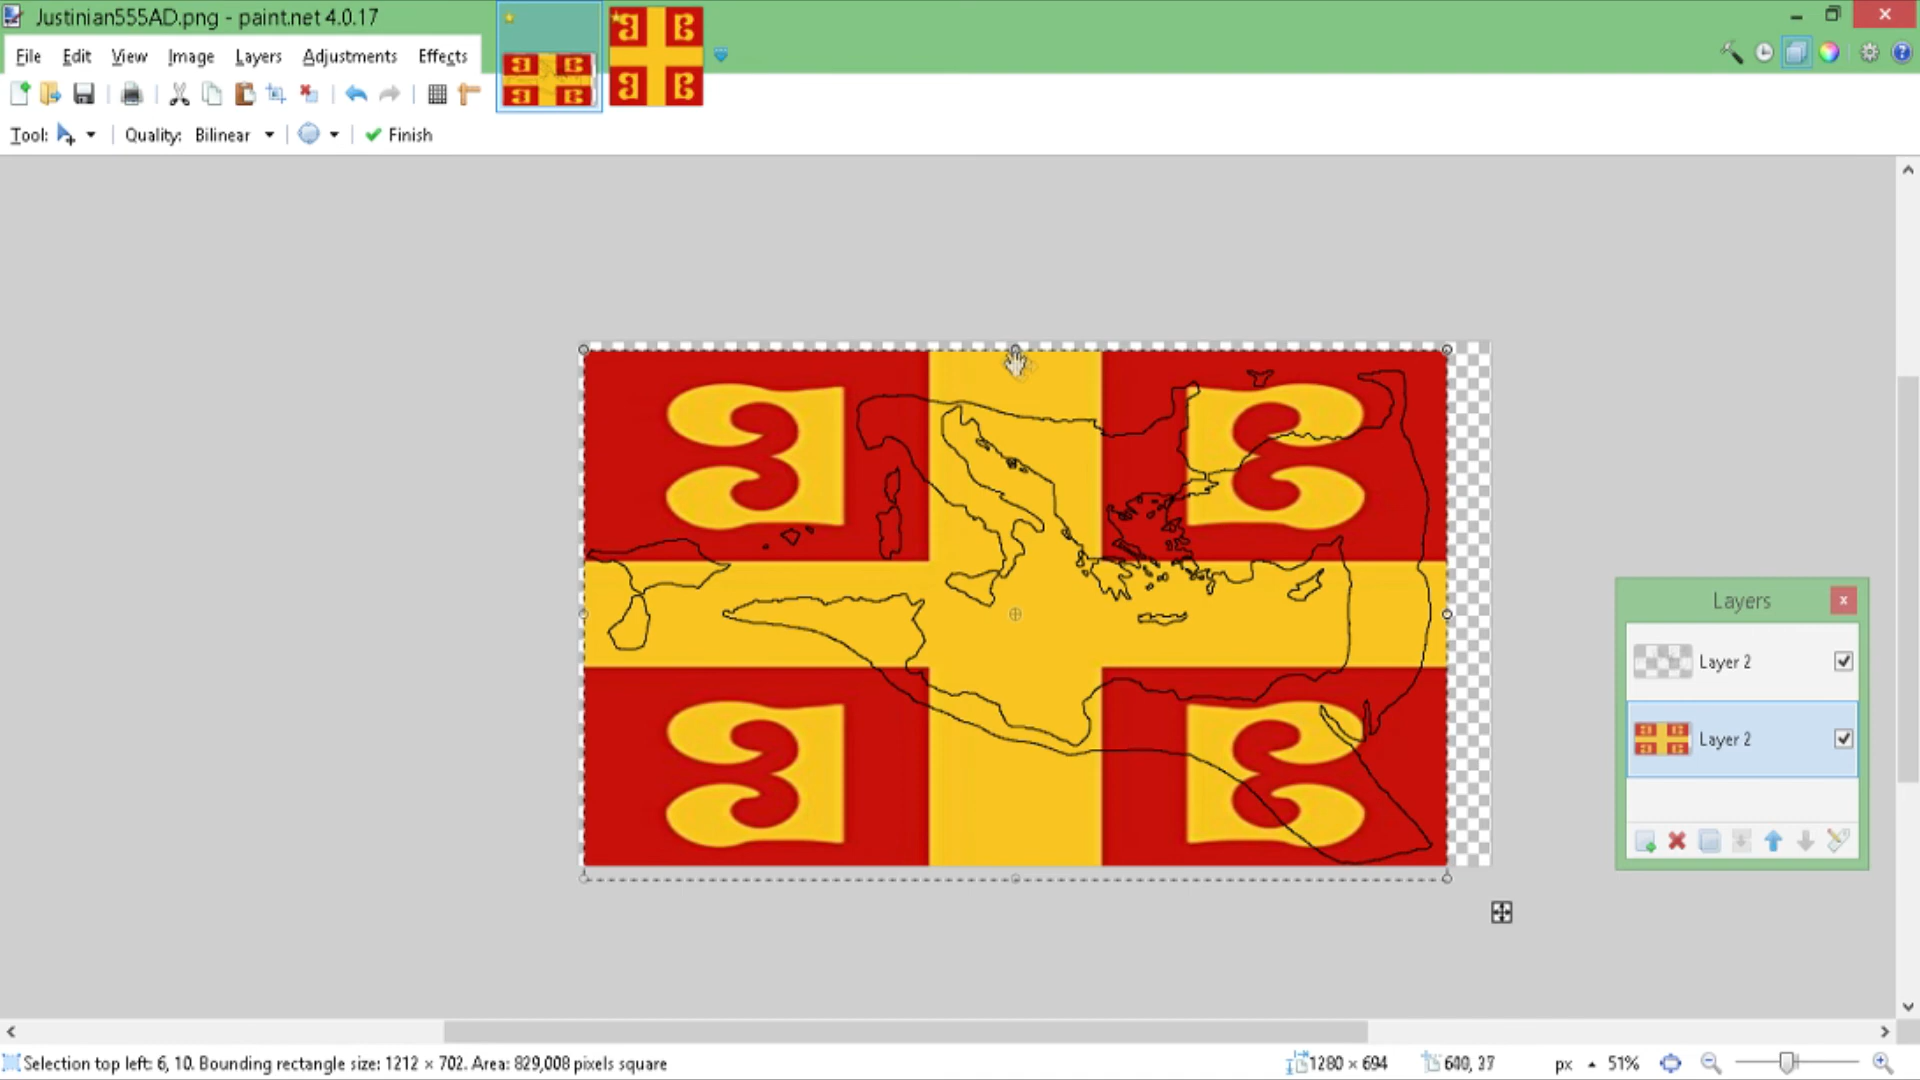 Justinian555AD.png - paint.net 4.0.17
File Edit View Image Layers Adjustments Effects
Tool: Quality: Bilinear Finish
Layers
Layer 2
Layer 2
Selection top left: 6, 10. Bounding rectangle size: 1212 × 702. Area: 829,008 pixels square 1280 × 694 640, 37 px 51%